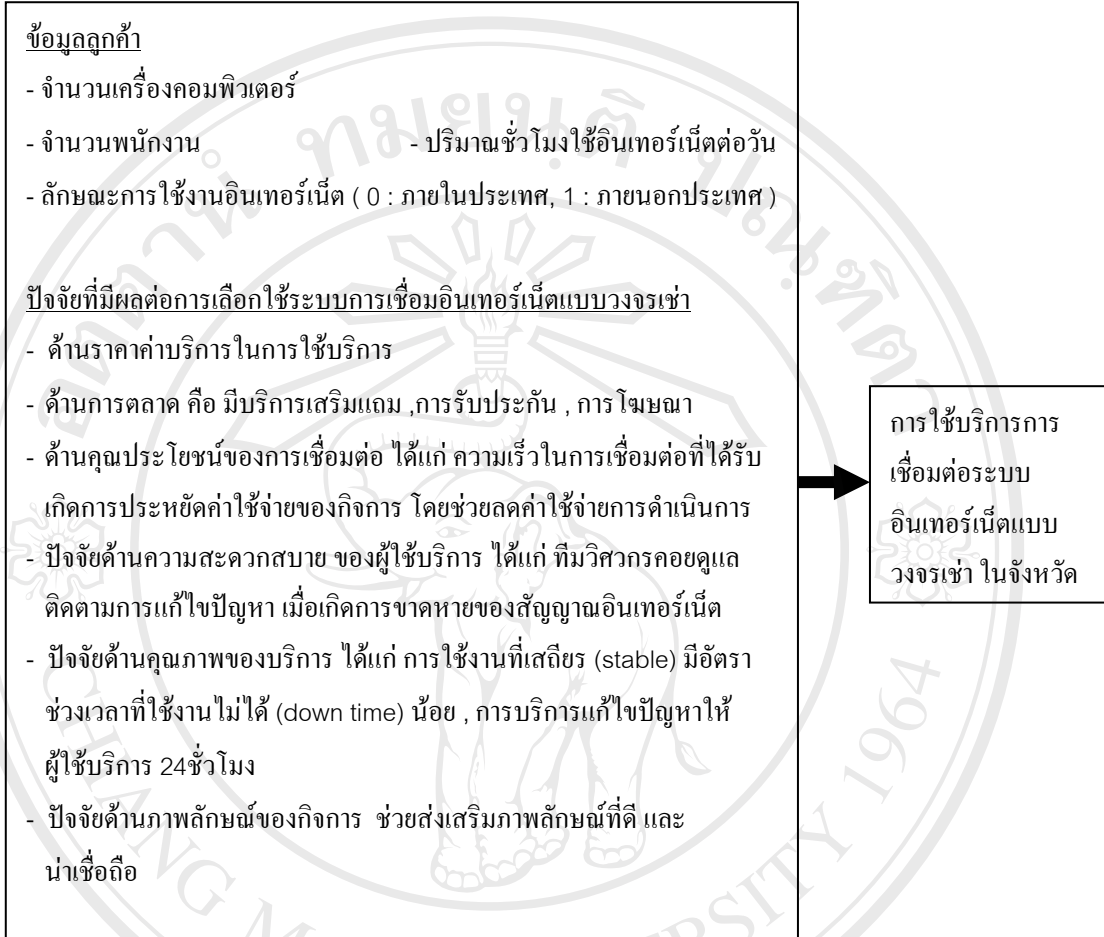 ข้อมูลลูกค้า
- จำนวนเครื่องคอมพิวเตอร์
- จำนวนพนักงาน - ปริมาณชั่วโมงใช้อินเทอร์เน็ตต่อวัน
- ลักษณะการใช้งานอินเทอร์เน็ต ( 0 : ภายในประเทศ, 1 : ภายนอกประเทศ )
ปัจจัยที่มีผลต่อการเลือกใช้ระบบการเชื่อมอินเทอร์เน็ตแบบวงจรเช่า
- ด้านราคาค่าบริการในการใช้บริการ
- ด้านการตลาด คือ มีบริการเสริมแถม ,การรับประกัน , การโฆษณา
- ด้านคุณประโยชน์ของการเชื่อมต่อ ได้แก่ ความเร็วในการเชื่อมต่อที่ได้รับ
เกิดการประหยัดค่าใช้จ่ายของกิจการ โดยช่วยลดค่าใช้จ่ายการดำเนินการ
- ปัจจัยด้านความสะดวกสบาย ของผู้ใช้บริการ ได้แก่ ทีมวิศวกรคอยดูแล
ติดตามการแก้ไขปัญหา เมื่อเกิดการขาดหายของสัญญาณอินเทอร์เน็ต
- ปัจจัยด้านคุณภาพของบริการ ได้แก่ การใช้งานที่เสถียร (stable) มีอัตรา
ช่วงเวลาที่ใช้งานไม่ได้ (down time) น้อย , การบริการแก้ไขปัญหาให้
ผู้ใช้บริการ 24ชั่วโมง
- ปัจจัยด้านภาพลักษณ์ของกิจการ ช่วยส่งเสริมภาพลักษณ์ที่ดี และ
น่าเชื่อถือ
การใช้บริการการ
เชื่อมต่อระบบ
อินเทอร์เน็ตแบบ
วงจรเช่า ในจังหวัด